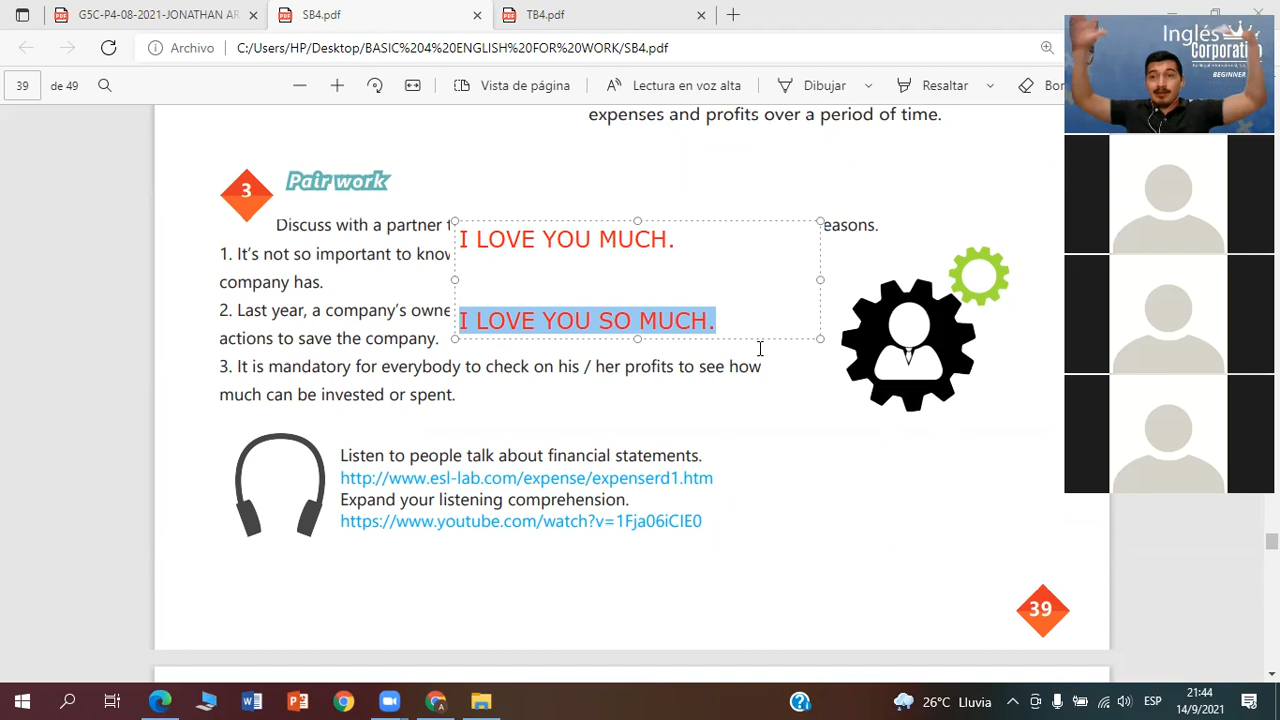 G5C-P4-08-2021-JONATHAN AR
SB4.pdf
TB4.pdf
Archivo
C:/Users/HP/Desktop/BASIC%204%20ENGLISH%20FOR%20WORK/SB4.pdf
39
de 49
Vista de página
Lectura en voz alta
Dibujar
Resaltar
Bor
Inglés
Corporati
BEGINNER
expenses and profits over a period of time.
3
Pair work
Discuss with a partner t
easons.
I LOVE YOU MUCH.
1. It's not so important to know
company has.
2. Last year, a company's owne
I LOVE YOU SO MUCH.
actions to save the company.
3. It is mandatory for everybody to check on his / her profits to see how
much can be invested or spent.
Listen to people talk about financial statements.
http://www.esl-lab.com/expense/expenserd1.htm
Expand your listening comprehension.
https://www.youtube.com/watch?v=1Fja06iCIE0
39
26°C Lluvia
ESP
21:44
14/9/2021